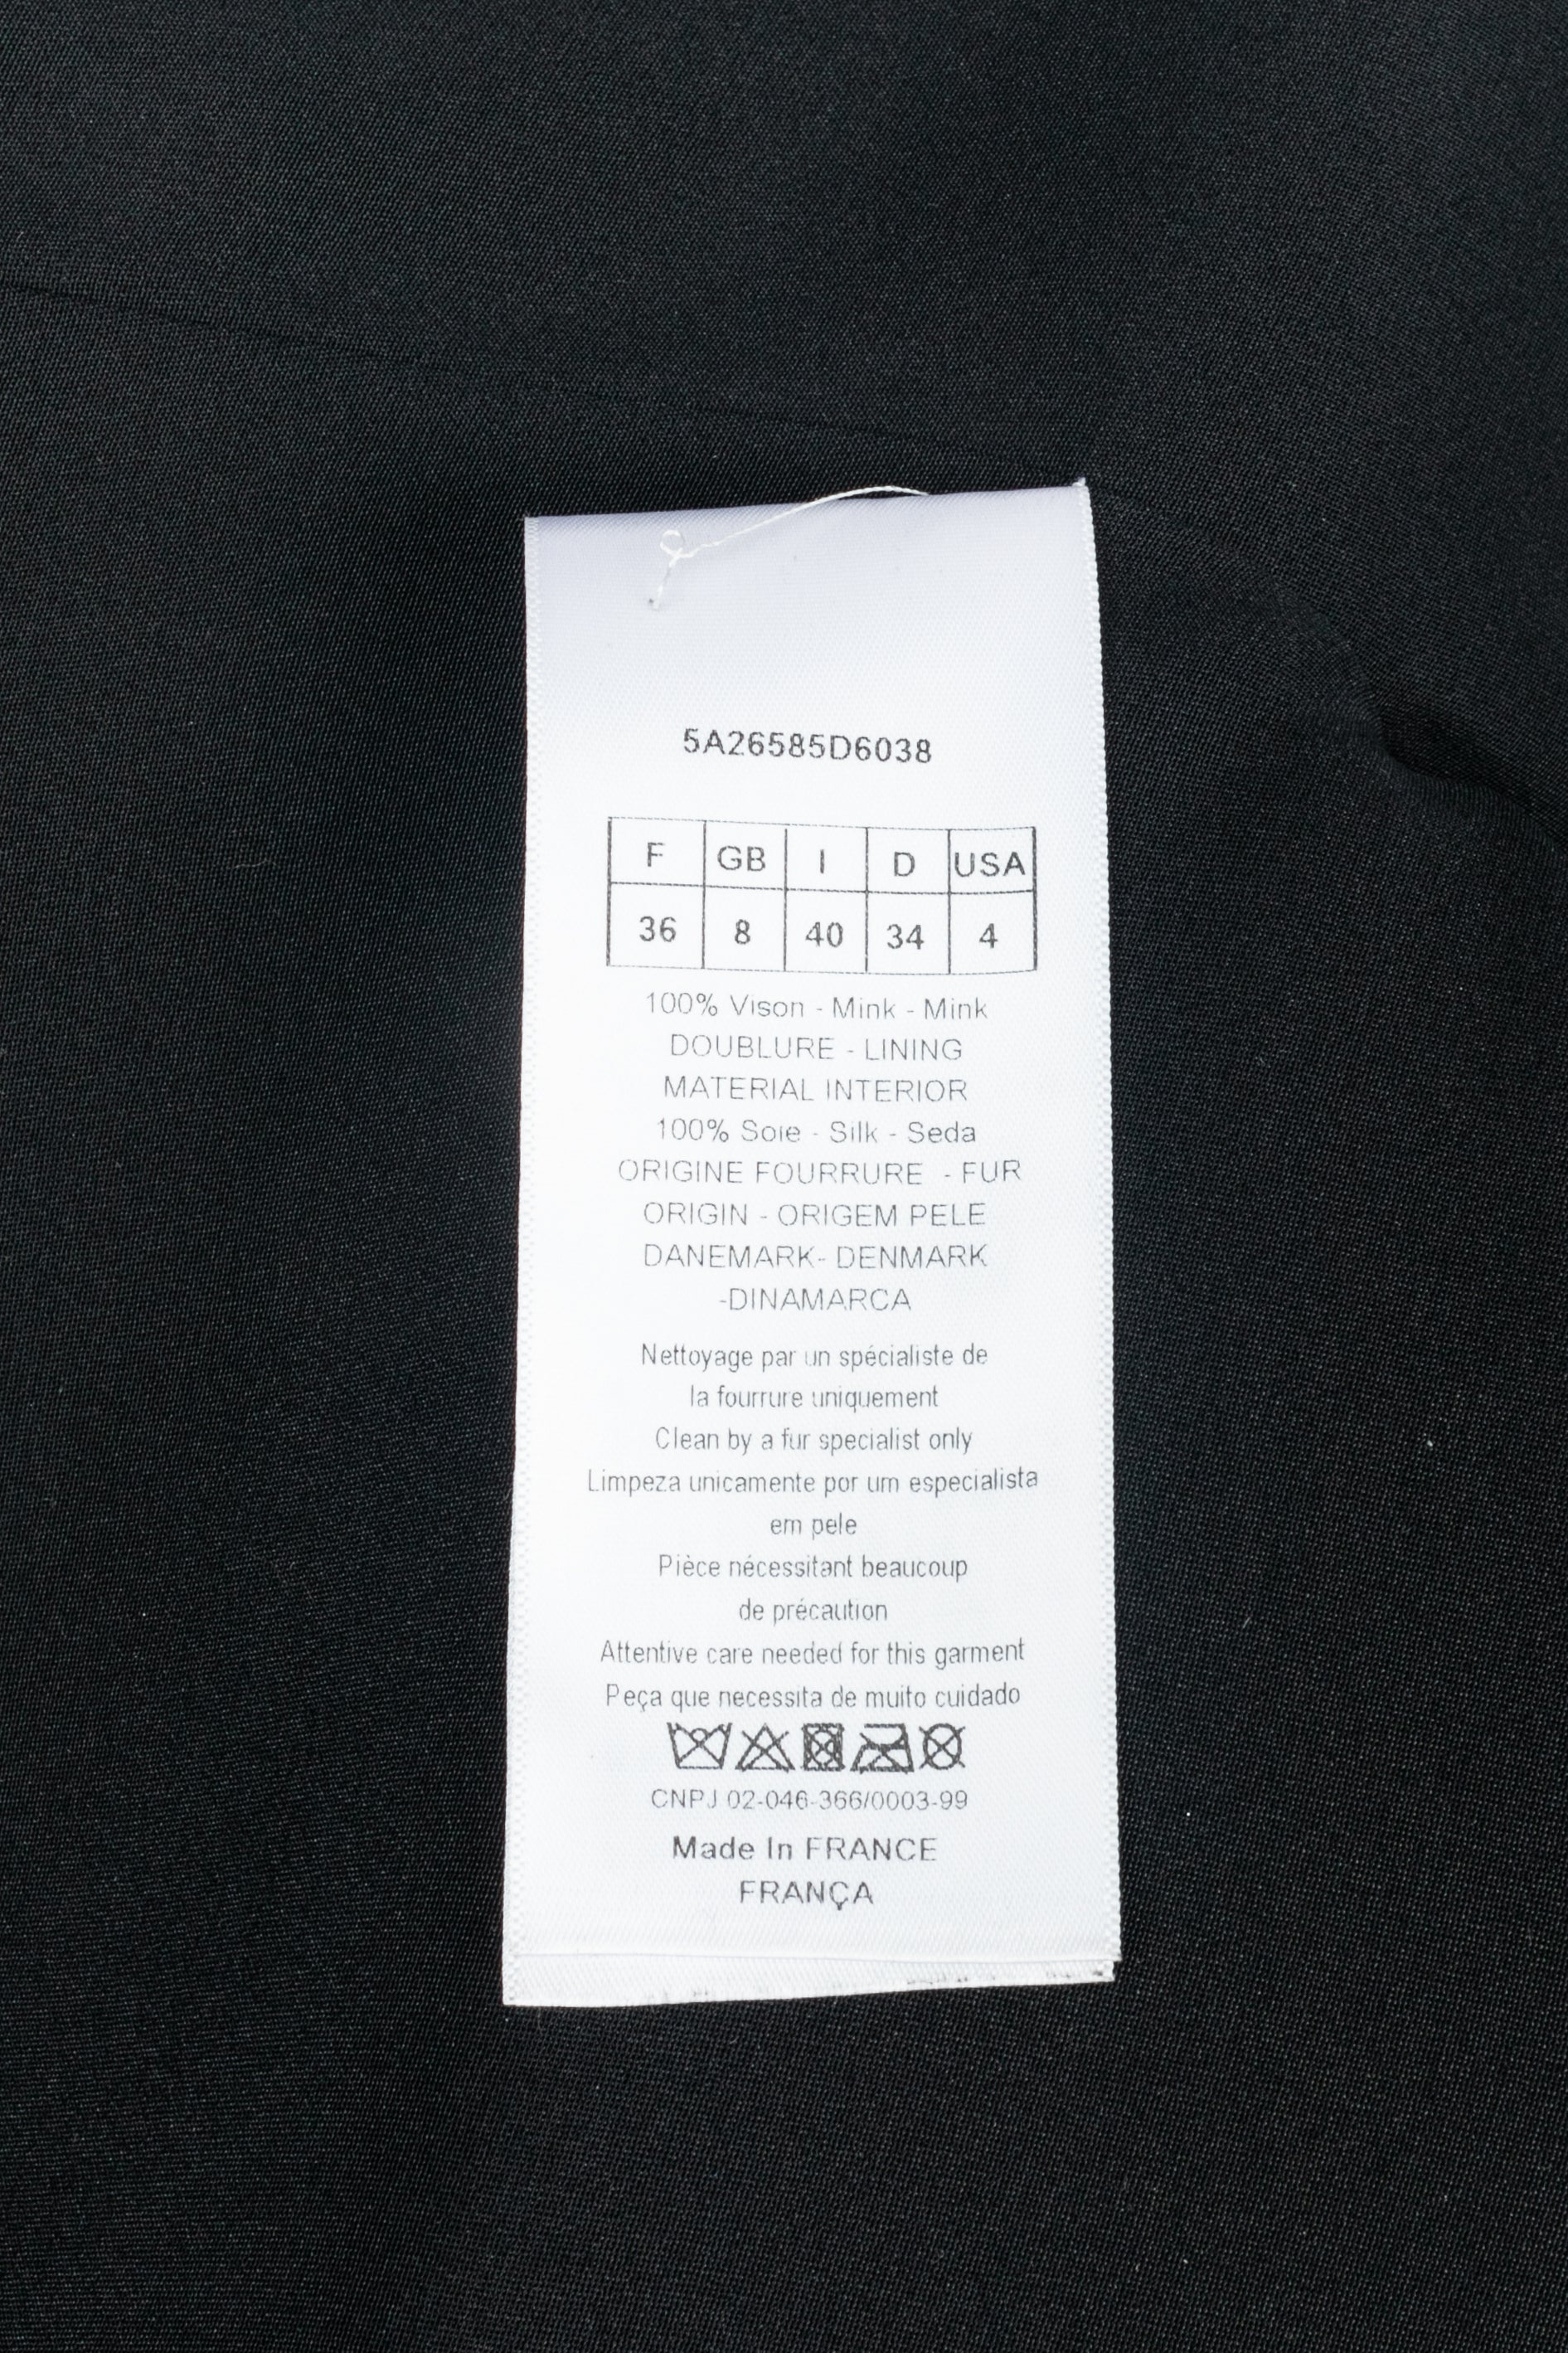 5A26585D6038
F GB I D USA
36 8 40 34 4
100% Vison - Mink - Mink
DOUBLURE - LINING
MATERIAL INTERIOR
100% Soie - Silk - Seda
ORIGINE FOURRURE - FUR
ORIGIN - ORIGEM PELE
DANEMARK- DENMARK
-DINAMARCA
Nettoyage par un spécialiste de
la fourrure uniquement
Clean by a fur specialist only
Limpeza unicamente por um especialista
em pele
Pièce nécessitant beaucoup
de précaution
Attentive care needed for this garment
Peça que necessita de muito cuidado
CNPJ 02-046-366/0003-99
Made In FRANCE
FRANÇA